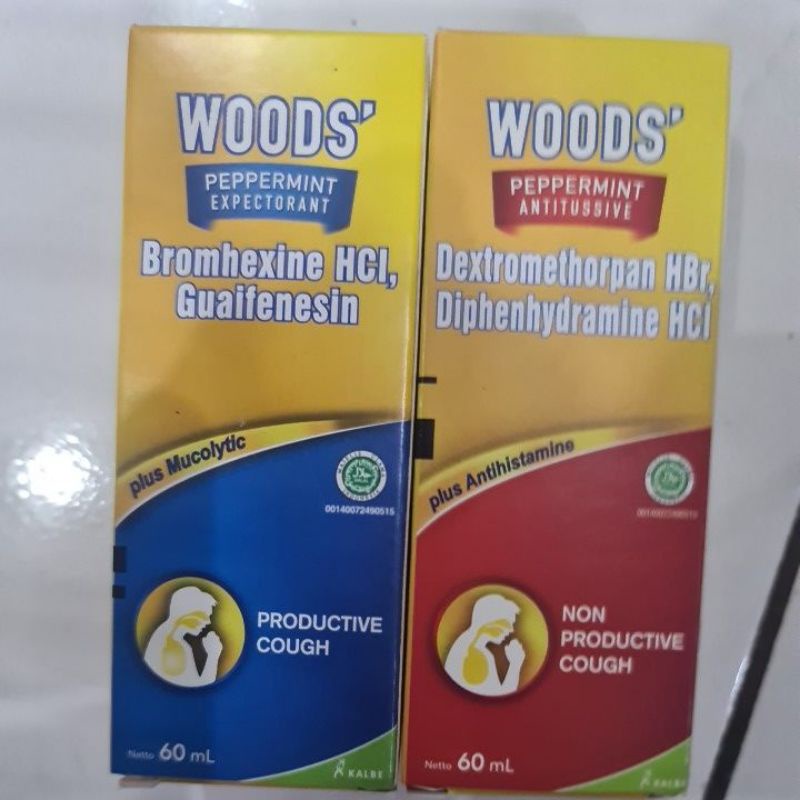 WOODS'
PEPPERMINT
EXPECTORANT
Bromhexine HCl,
Guaifenesin
plus Mucolytic
00140072490515
PRODUCTIVE
COUGH
Netto 60 mL
KALBE
WOODS'
PEPPERMINT
ANTITUSSIVE
Dextromethorpan HBr,
Diphenhydramine HCl
plus Antihistamine
NON
PRODUCTIVE
COUGH
Netto 60 mL
KALBE